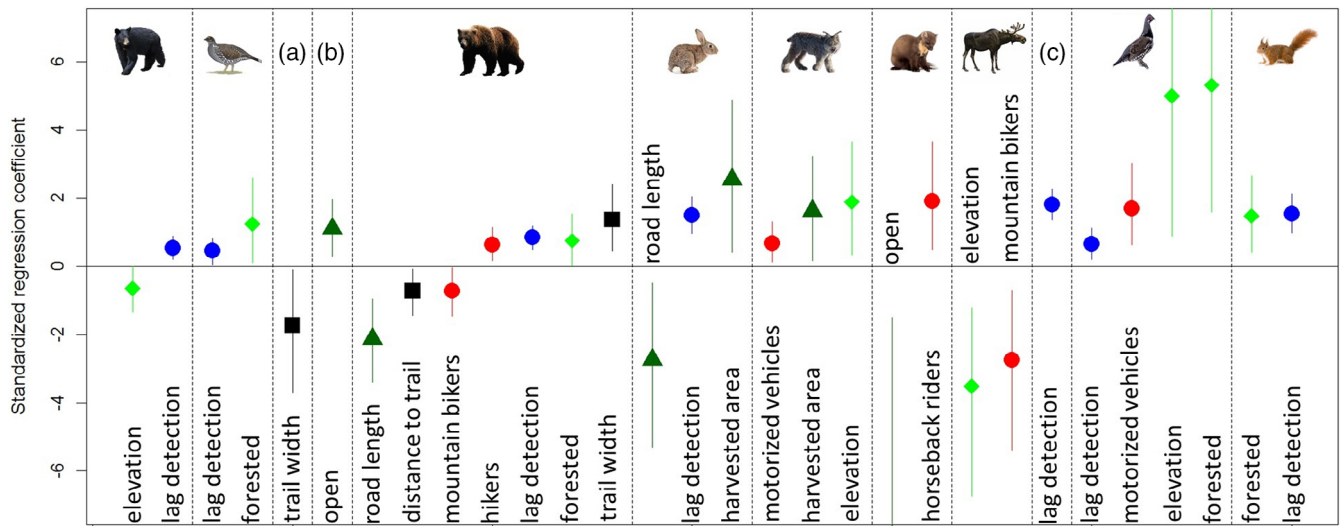 (a)
(b)
(c)
Standardized regression coefficient
6
4
2
0
-2
-4
-6
elevation
lag detection
lag detection
forested
trail width
open
road length
distance to trail
mountain bikers
hikers
lag detection
forested
trail width
road length
lag detection
harvested area
motorized vehicles
harvested area
elevation
open
horseback riders
elevation
mountain bikers
lag detection
lag detection
motorized vehicles
elevation
forested
forested
lag detection